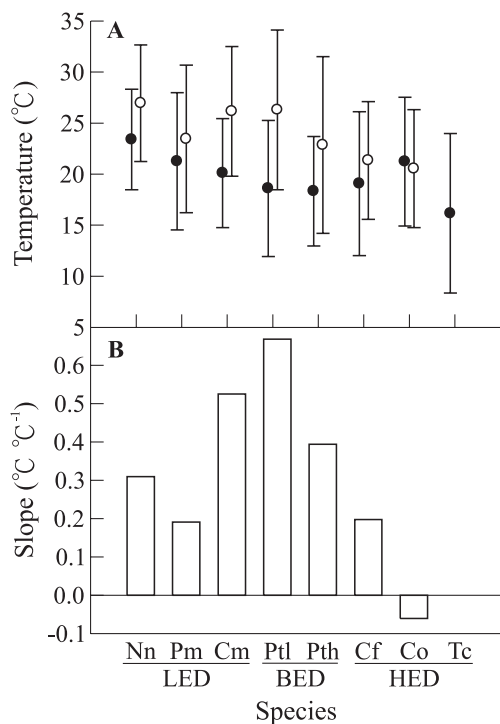 A
Temperature (℃)
35
30
25
20
15
10
5
B
Slope (℃ ℃⁻¹)
0.6
0.5
0.4
0.3
0.2
0.1
0.0
-0.1
Nn Pm Cm Ptl Pth Cf Co Tc
LED BED HED
Species